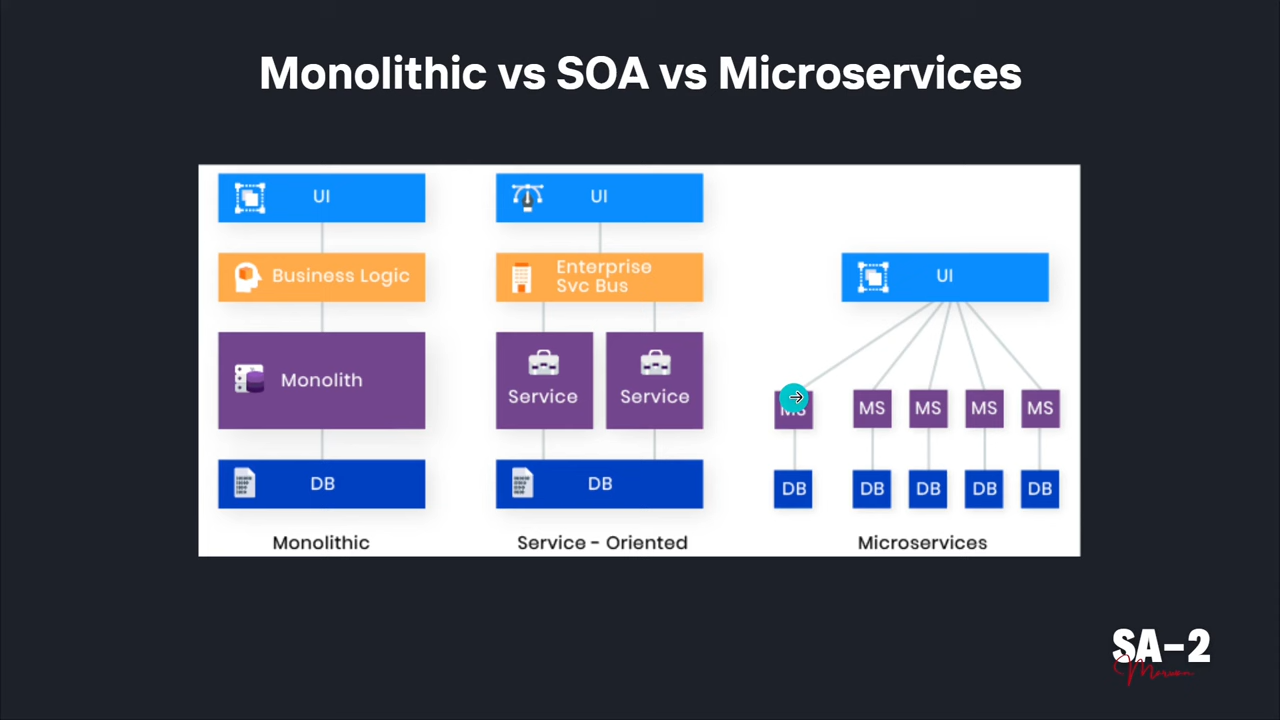 Monolithic vs SOA vs Microservices
UI
Business Logic
Monolith
DB
Monolithic
UI
Enterprise
Svc Bus
Service Service
DB
Service - Oriented
UI
MS MS MS MS MS
DB DB DB DB DB
Microservices
SA-2